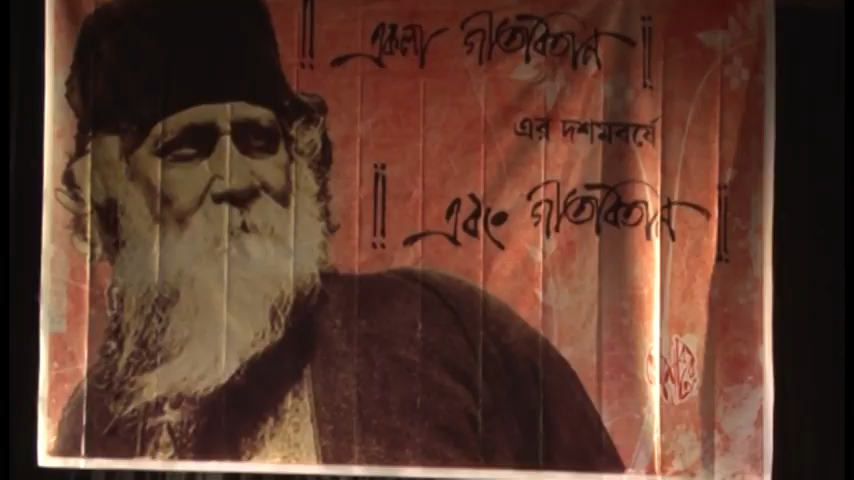 ॥ একলা গীতবিতান ॥
এর দশমবর্ষে
॥ এবং গীতবিতান ॥